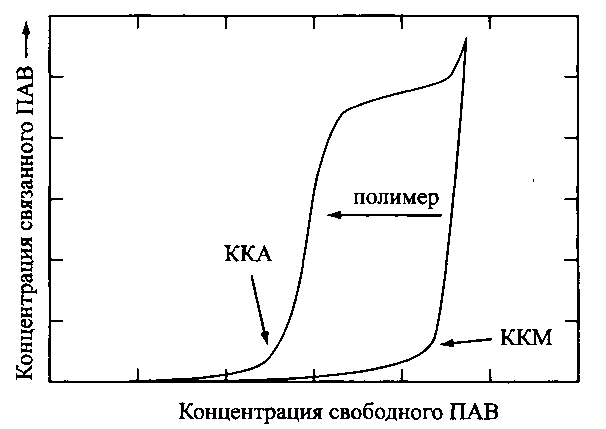 Концентрация связанного ПАВ
полимер
ККА
ККМ
Концентрация свободного ПАВ